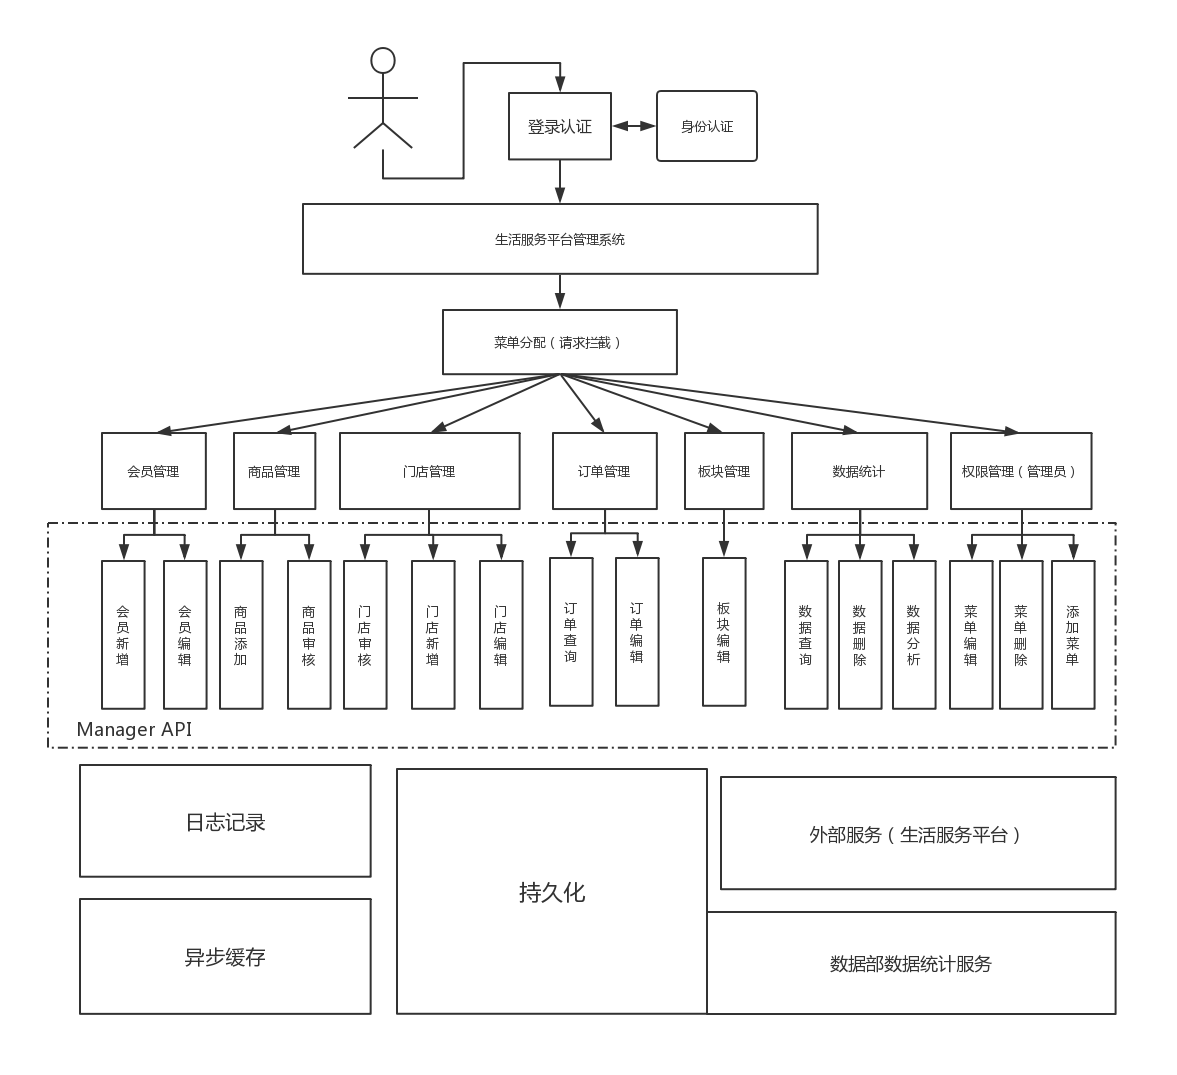 登录认证
身份认证
生活服务平台管理系统
菜单分配（请求拦截）
会员管理
商品管理
门店管理
订单管理
板块管理
数据统计
权限管理（管理员）
会员新增
会员编辑
商品添加
商品审核
门店审核
门店新增
门店编辑
订单查询
订单编辑
板块编辑
数据查询
数据删除
数据分析
菜单编辑
菜单删除
添加菜单
Manager API
日志记录
持久化
外部服务（生活服务平台）
异步缓存
数据部数据统计服务